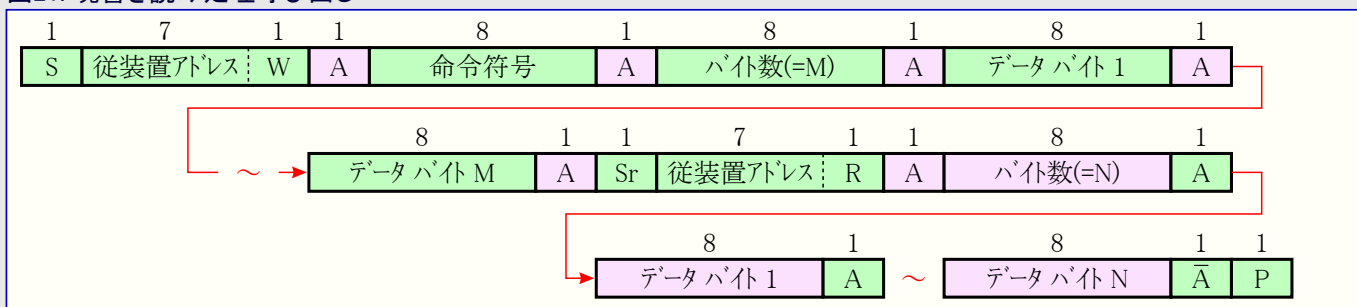 1 7 1 1 8 1 8 1 8 1
S 従装置アドレス W A 命令符号 A バイト数(=M) A データ バイト 1 A
8 1 1 7 1 1 8 1
～ データ バイト M A Sr 従装置アドレス R A バイト数(=N) A
8 1 8 1 1
データ バイト 1 A ～ データ バイト N A̅ P